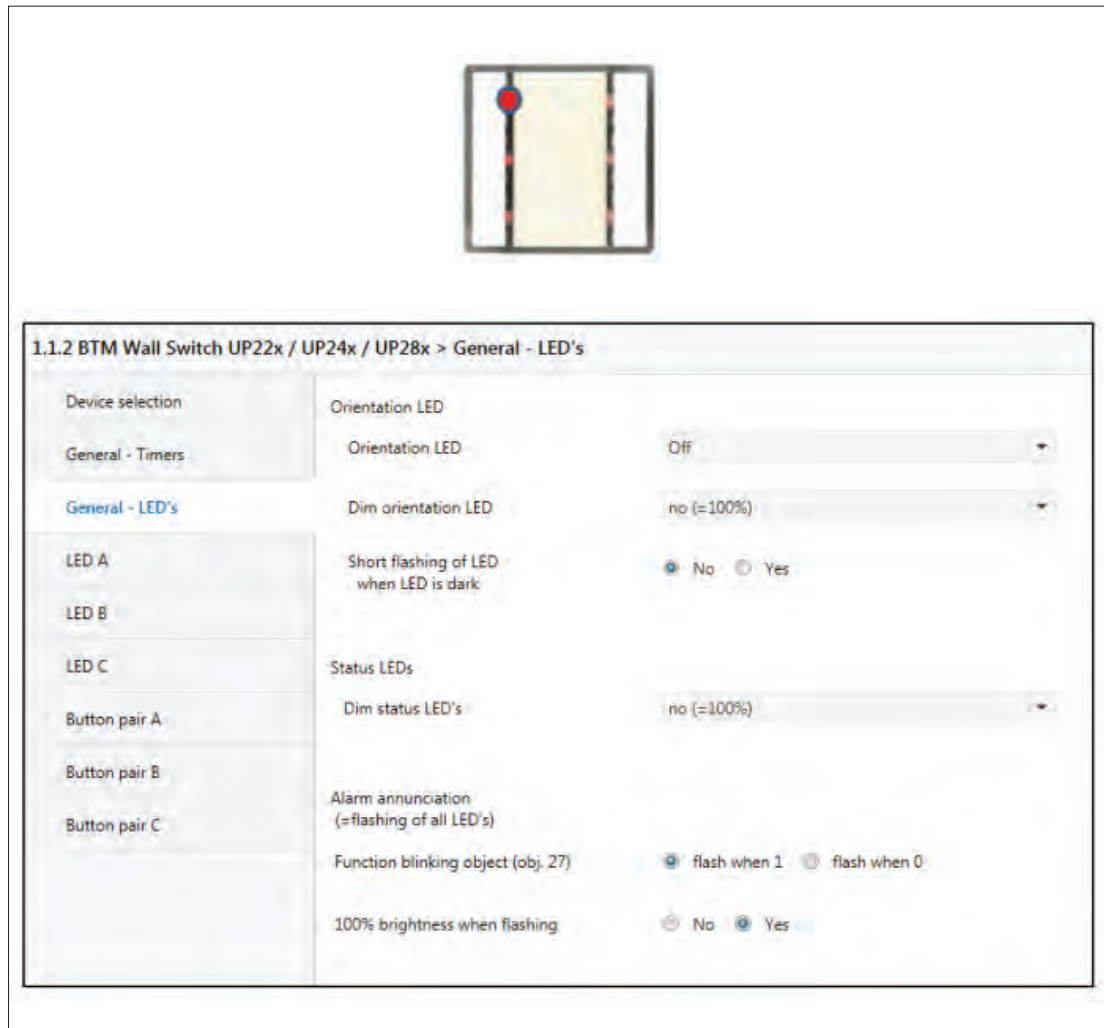 1.1.2 BTM Wall Switch UP22x / UP24x / UP28x > General - LED's
Device selection
General - Timers
General - LED's
LED A
LED B
LED C
Button pair A
Button pair B
Button pair C
Orientation LED
Orientation LED Off
Dim orientation LED no (=100%)
Short flashing of LED
when LED is dark
No Yes
Status LEDs
Dim status LED's no (=100%)
Alarm annunciation
(=flashing of all LED's)
Function blinking object (obj. 27) flash when 1 flash when 0
100% brightness when flashing No Yes